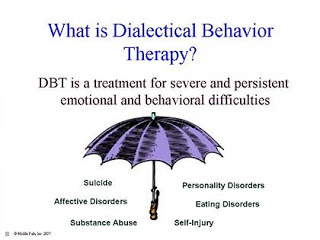 What is Dialectical Behavior
Therapy?
DBT is a treatment for severe and persistent
emotional and behavioral difficulties
Suicide
Personality Disorders
Affective Disorders
Eating Disorders
Substance Abuse
Self-Injury
2007